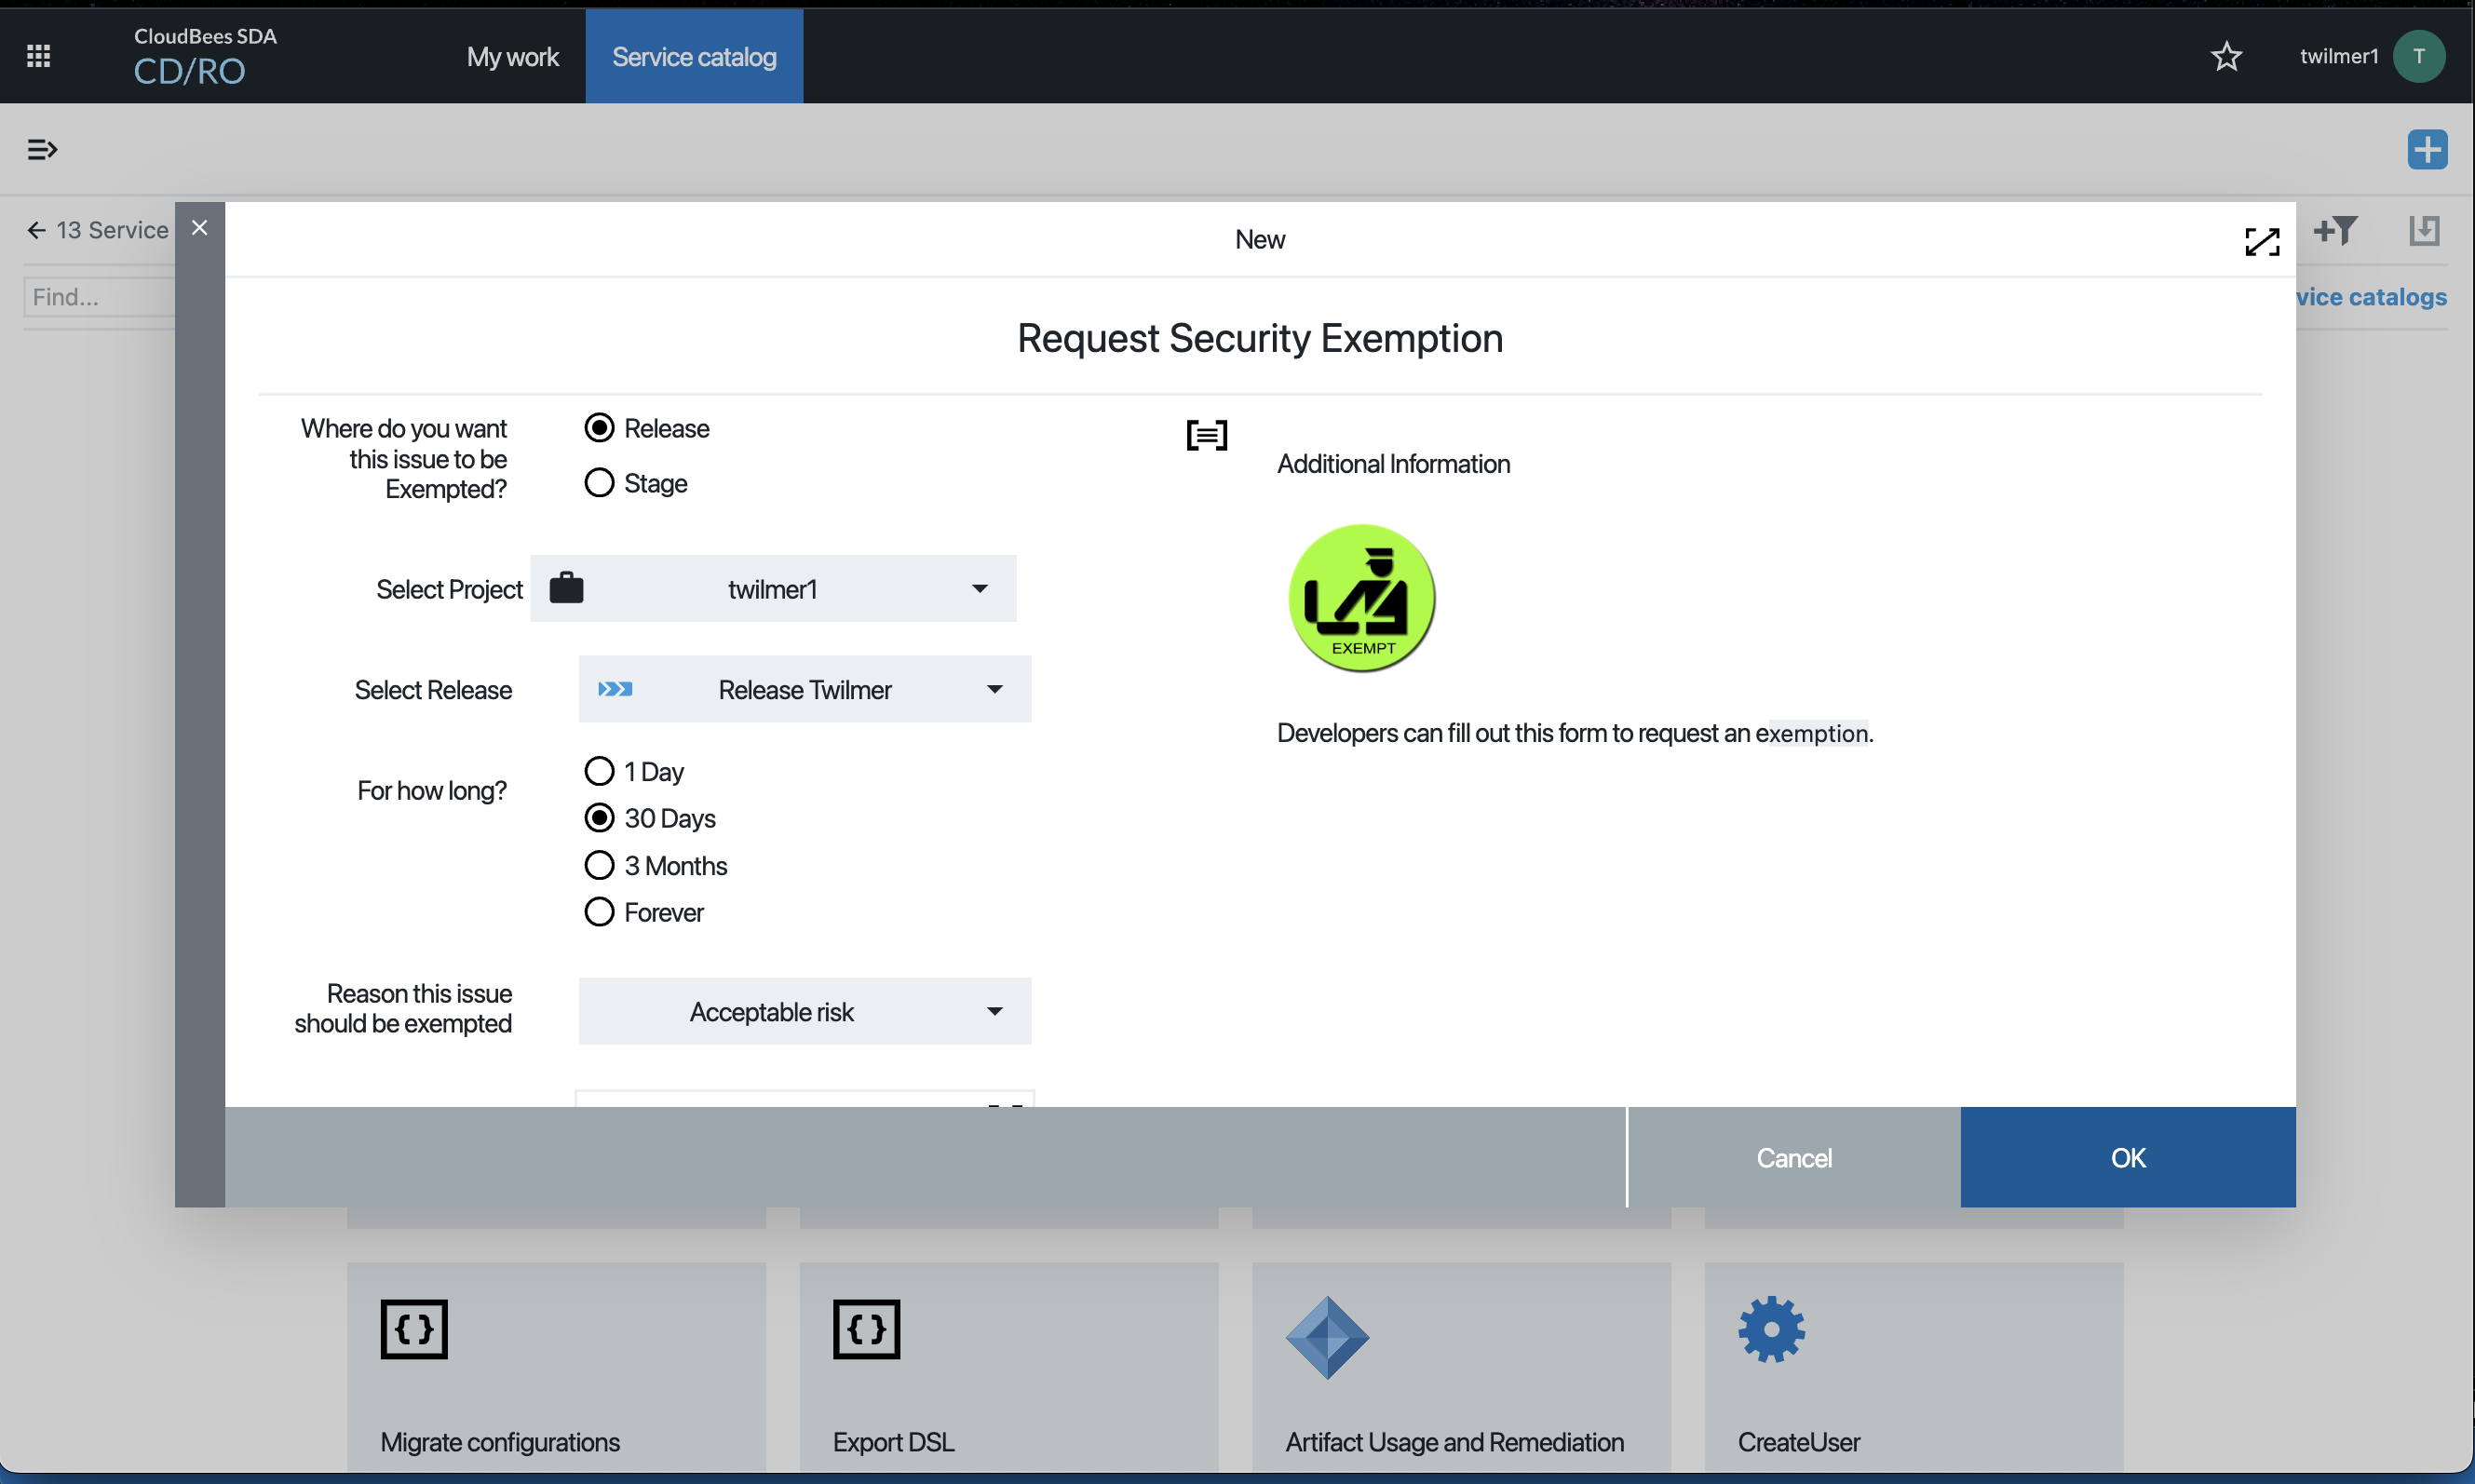 CloudBees SDA
CD/RO
My work
Service catalog
twilmer1
T
13 Service
Find...
vice catalogs
New
Request Security Exemption
Where do you want
this issue to be
Exempted?
Release
Stage
Select Project
twilmer1
Select Release
Release Twilmer
For how long?
1 Day
30 Days
3 Months
Forever
Reason this issue
should be exempted
Acceptable risk
Additional Information
EXEMPT
Developers can fill out this form to request an exemption.
Cancel
OK
{}
Migrate configurations
{}
Export DSL
Artifact Usage and Remediation
CreateUser